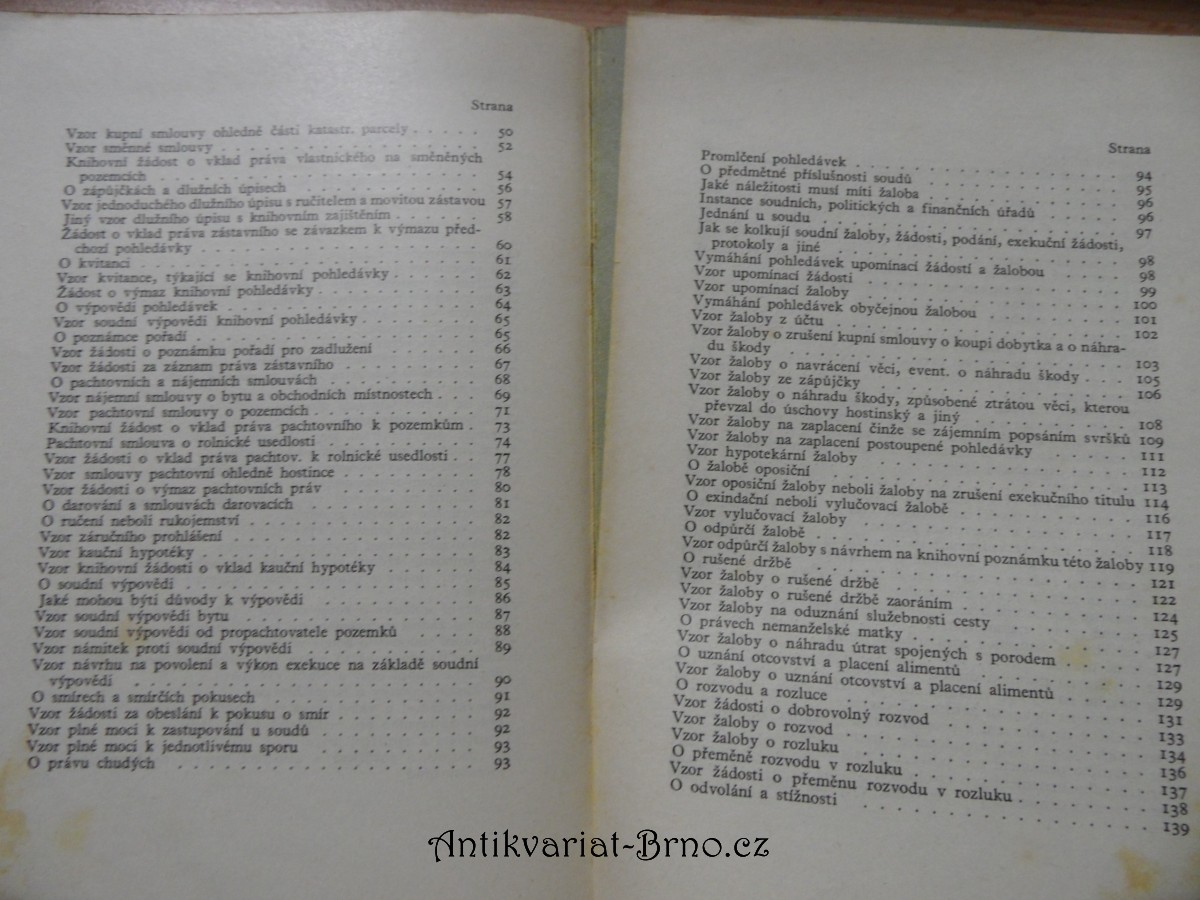 Strana
Vzor kupní smlouvy ohledně části katastr. parcely . . . . . 50
Vzor směnné smlouvy . . . . . 52
Knihovní žádost o vklad práva vlastnického na směněných
pozemcích . . . . . 54
O zápůjčkách a dlužních úpisech . . . . . 56
Vzor jednoduchého dlužního úpisu s ručitelem a movitou zástavou 57
Jiný vzor dlužního úpisu s knihovním zajištěním . . . . . 58
Žádost o vklad práva zástavního se závazkem k výmazu před-
chozí pohledávky . . . . . 60
O kvitanci . . . . . 61
Vzor kvitance, týkající se knihovní pohledávky . . . . . 62
Žádost o výmaz knihovní pohledávky . . . . . 63
O výpovědi pohledávek . . . . . 64
Vzor soudní výpovědi knihovní pohledávky . . . . . 65
O poznámce pořadí . . . . . 65
Vzor žádosti o poznámku pořadí pro zadlužení . . . . . 66
Vzor žádosti za záznam práva zástavního . . . . . 67
O pachtovních a nájemních smlouvách . . . . . 68
Vzor nájemní smlouvy o bytu a obchodních místnostech . . . . . 69
Vzor pachtovní smlouvy o pozemcích . . . . . 71
Knihovní žádost o vklad práva pachtovního k pozemkům . 73
Pachtovní smlouva o rolnické usedlosti . . . . . 74
Vzor žádosti o vklad práva pachtov. k rolnické usedlosti . . . 77
Vzor smlouvy pachtovní ohledně hostince . . . . . 78
Vzor žádosti o výmaz pachtovních práv . . . . . 80
O darování a smlouvách darovacích . . . . . 81
O ručení neboli rukojemství . . . . . 82
Vzor záručního prohlášení . . . . . 82
Vzor kauční hypotéky . . . . . 83
Vzor knihovní žádosti o vklad kauční hypotéky . . . . . 84
O soudní výpovědi . . . . . 85
Jaké mohou býti důvody k výpovědi . . . . . 86
Vzor soudní výpovědi bytu . . . . . 87
Vzor soudní výpovědi od propachtovatele pozemků . . . . . 88
Vzor námitek proti soudní výpovědi . . . . . 89
Vzor návrhu na povolení a výkon exekuce na základě soudní
výpovědi . . . . . 90
O smírech a smírčích pokusech . . . . . 91
Vzor žádosti za obeslání k pokusu o smír . . . . . 92
Vzor plné moci k zastupování u soudů . . . . . 92
Vzor plné moci k jednotlivému sporu . . . . . 93
O právu chudých . . . . . 93
Strana
Promlčení pohledávek . . . . . 94
O předmětné příslušnosti soudů . . . . . 95
Jaké náležitosti musí míti žaloba . . . . . 96
Instance soudních, politických a finančních úřadů . . . . . 96
Jednání u soudu . . . . . 97
Jak se kolkují soudní žaloby, žádosti, podání, exekuční žádosti,
protokoly a jiné . . . . . 98
Vymáhání pohledávek upomínací žádostí a žalobou . . . . . 98
Vzor upomínací žádosti . . . . . 99
Vzor upomínací žaloby . . . . . 100
Vymáhání pohledávek obyčejnou žalobou . . . . . 101
Vzor žaloby z účtu . . . . . 102
Vzor žaloby o zrušení kupní smlouvy o koupi dobytka a o náhra-
du škody . . . . . 103
Vzor žaloby o navrácení věci, event. o náhradu škody . . . 105
Vzor žaloby ze zápůjčky . . . . . 106
Vzor žaloby o náhradu škody, způsobené ztrátou věci, kterou
převzal do úschovy hostinský a jiný . . . . . 108
Vzor žaloby na zaplacení činže se zájemním popsáním svršků 109
Vzor žaloby na zaplacení postoupené pohledávky . . . . . 111
Vzor hypotekární žaloby . . . . . 112
O žalobě oposiční . . . . . 113
Vzor oposiční žaloby neboli žaloby na zrušení exekučního titulu 114
O exindační neboli vylučovací žalobě . . . . . 116
Vzor vylučovací žaloby . . . . . 117
O odpůrčí žalobě . . . . . 118
Vzor odpůrčí žaloby s návrhem na knihovní poznámku této žaloby 119
O rušené držbě . . . . . 121
Vzor žaloby o rušené držbě . . . . . 122
Vzor žaloby o rušené držbě zaoráním . . . . . 124
Vzor žaloby na oduznání služebnosti cesty . . . . . 125
O právech nemanželské matky . . . . . 127
Vzor žaloby o náhradu útrat spojených s porodem . . . . . 127
O uznání otcovství a placení alimentů . . . . . 129
Vzor žaloby o uznání otcovství a placení alimentů . . . . . 129
O rozvodu a rozluce . . . . . 131
Vzor žádosti o dobrovolný rozvod . . . . . 133
Vzor žaloby o rozvod . . . . . 134
Vzor žaloby o rozluku . . . . . 136
O přeměně rozvodu v rozluku . . . . . 137
Vzor žádosti o přeměnu rozvodu v rozluku . . . . . 138
O odvolání a stížnosti . . . . . 139
Antikvariat-Brno.cz